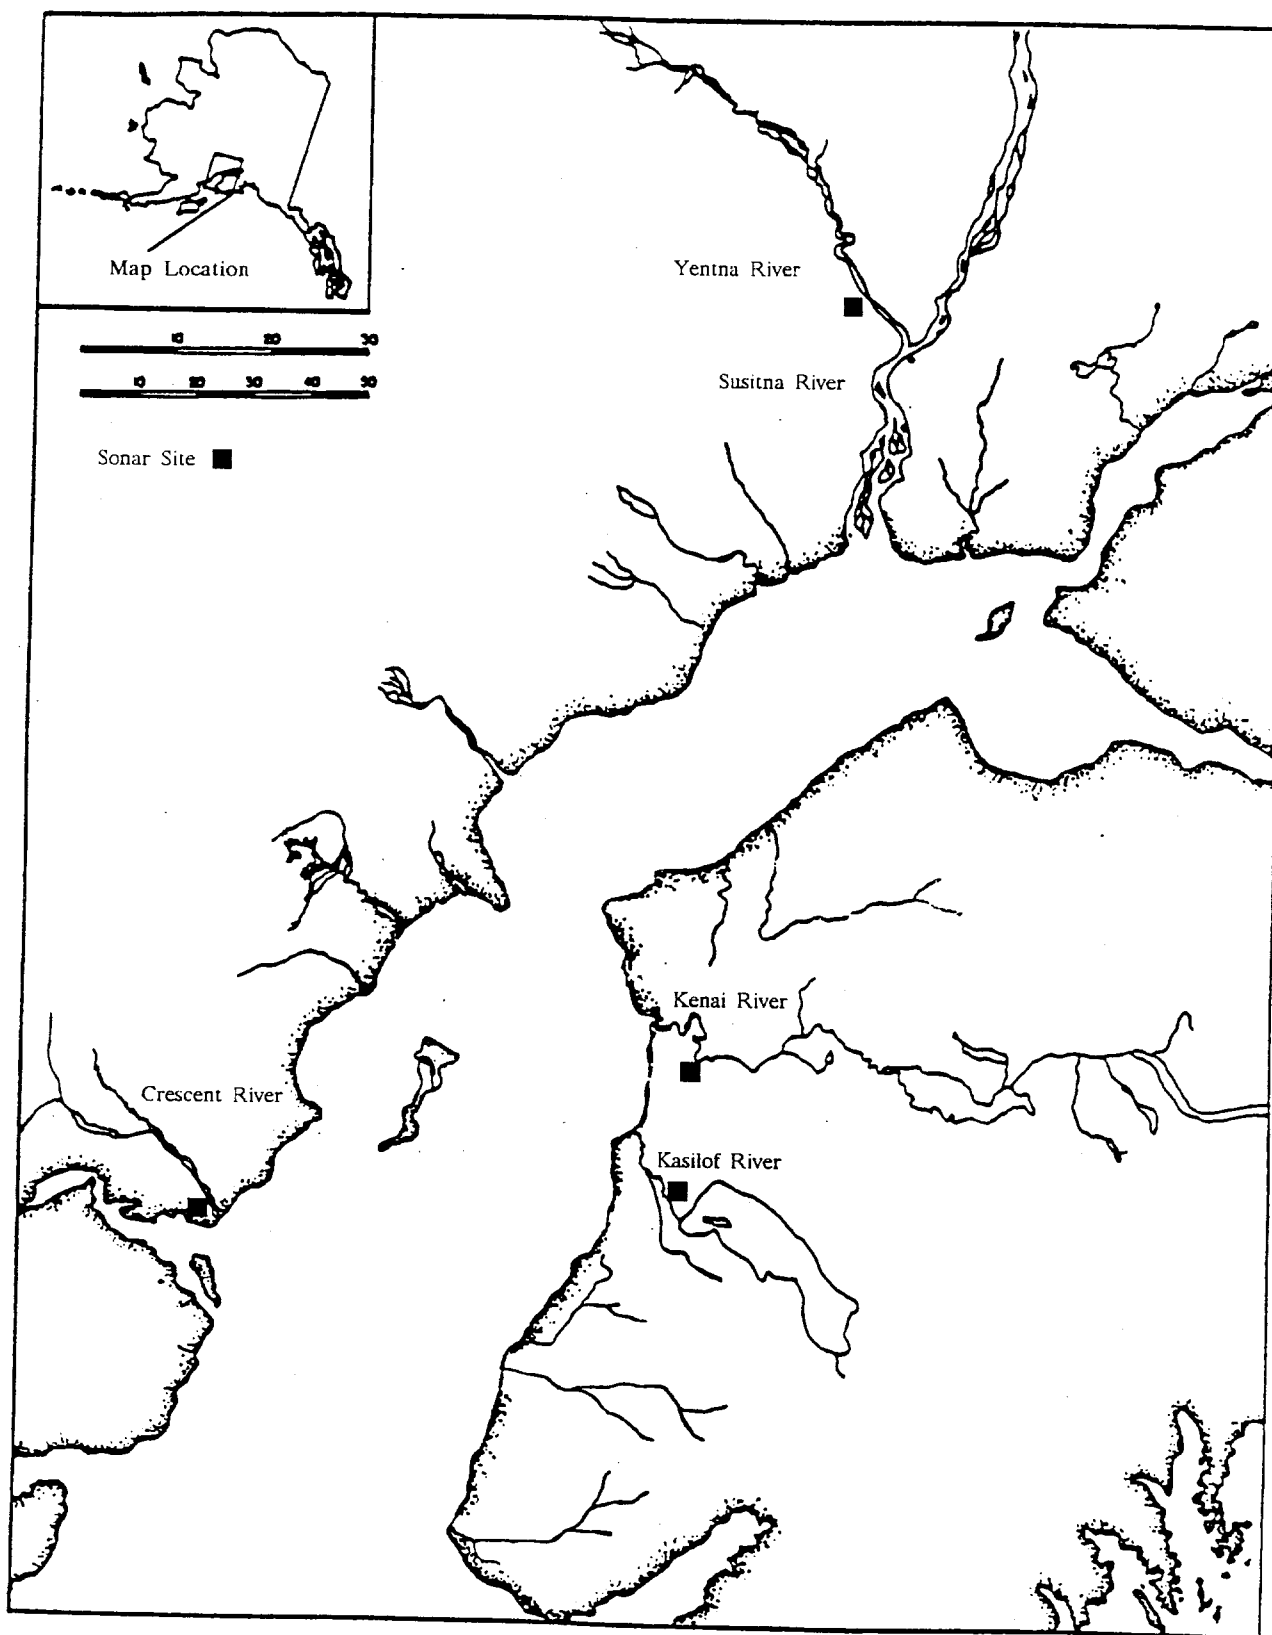 Map Location
10 20 30
10 20 30 40 50
Sonar Site
Yentna River
Susitna River
Kenai River
Crescent River
Kasilof River